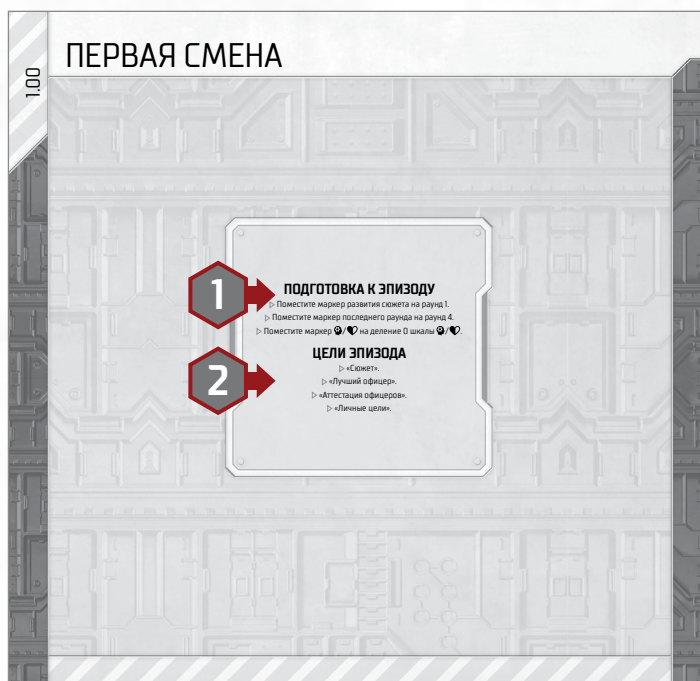 1.00
ПЕРВАЯ СМЕНА
1
ПОДГОТОВКА К ЭПИЗОДУ
▷ Поместите маркер развития сюжета на раунд 1.
▷ Поместите маркер последнего раунда на раунд 4.
▷ Поместите маркер / на деление 0 шкалы /.
2
ЦЕЛИ ЭПИЗОДА
▷ «Сюжет».
▷ «Лучший офицер».
▷ «Аттестация офицеров».
▷ «Личные цели».